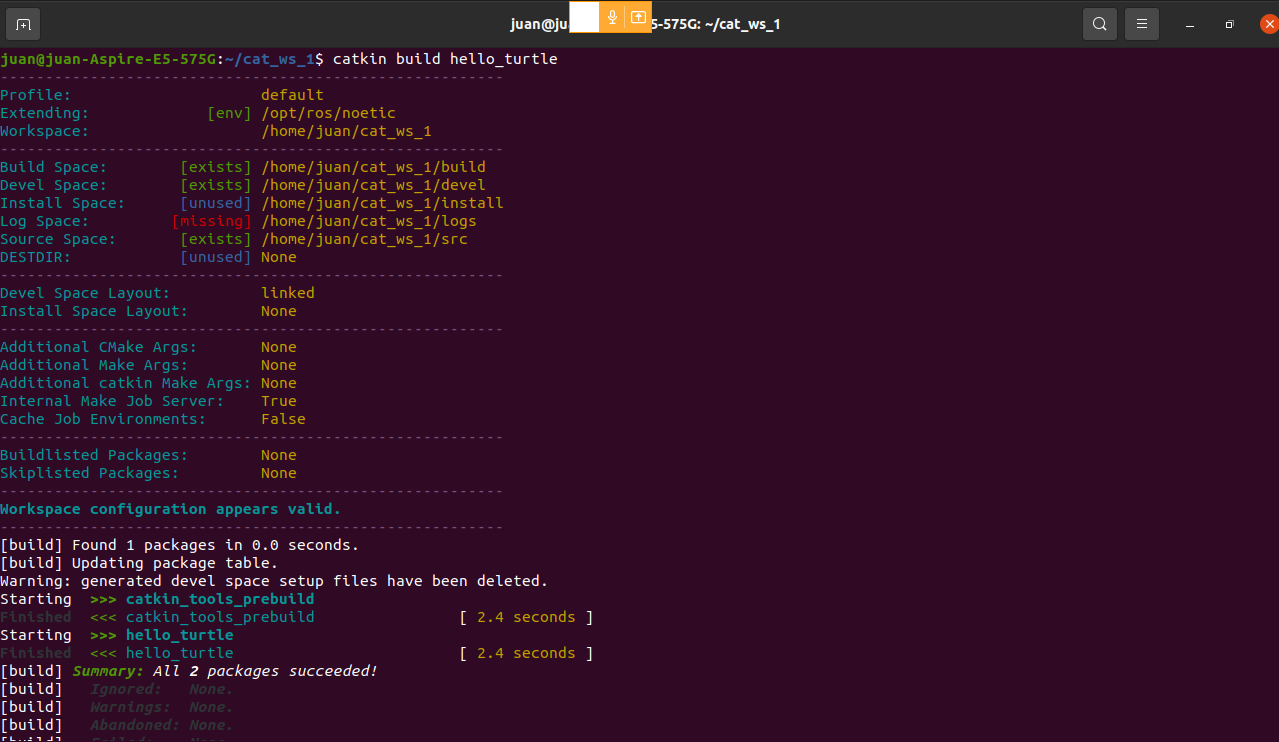 juan@ju 5-575G: ~/cat_ws_1
juan@juan-Aspire-E5-575G:~/cat_ws_1$ catkin build hello_turtle
--------------------------------------------------------
Profile:                     default
Extending:             [env] /opt/ros/noetic
Workspace:                   /home/juan/cat_ws_1
--------------------------------------------------------
Build Space:        [exists] /home/juan/cat_ws_1/build
Devel Space:        [exists] /home/juan/cat_ws_1/devel
Install Space:      [unused] /home/juan/cat_ws_1/install
Log Space:         [missing] /home/juan/cat_ws_1/logs
Source Space:       [exists] /home/juan/cat_ws_1/src
DESTDIR:            [unused] None
--------------------------------------------------------
Devel Space Layout:          linked
Install Space Layout:        None
--------------------------------------------------------
Additional CMake Args:       None
Additional Make Args:        None
Additional catkin Make Args: None
Internal Make Job Server:    True
Cache Job Environments:      False
--------------------------------------------------------
Buildlisted Packages:        None
Skiplisted Packages:         None
--------------------------------------------------------
Workspace configuration appears valid.
--------------------------------------------------------
[build] Found 1 packages in 0.0 seconds.
[build] Updating package table.
Warning: generated devel space setup files have been deleted.
Starting  >>> catkin_tools_prebuild
Finished  <<< catkin_tools_prebuild                [ 2.4 seconds ]
Starting  >>> hello_turtle
Finished  <<< hello_turtle                         [ 2.4 seconds ]
[build] Summary: All 2 packages succeeded!
[build]   Ignored:   None.
[build]   Warnings:  None.
[build]   Abandoned: None.
[build]   Failed:    None.